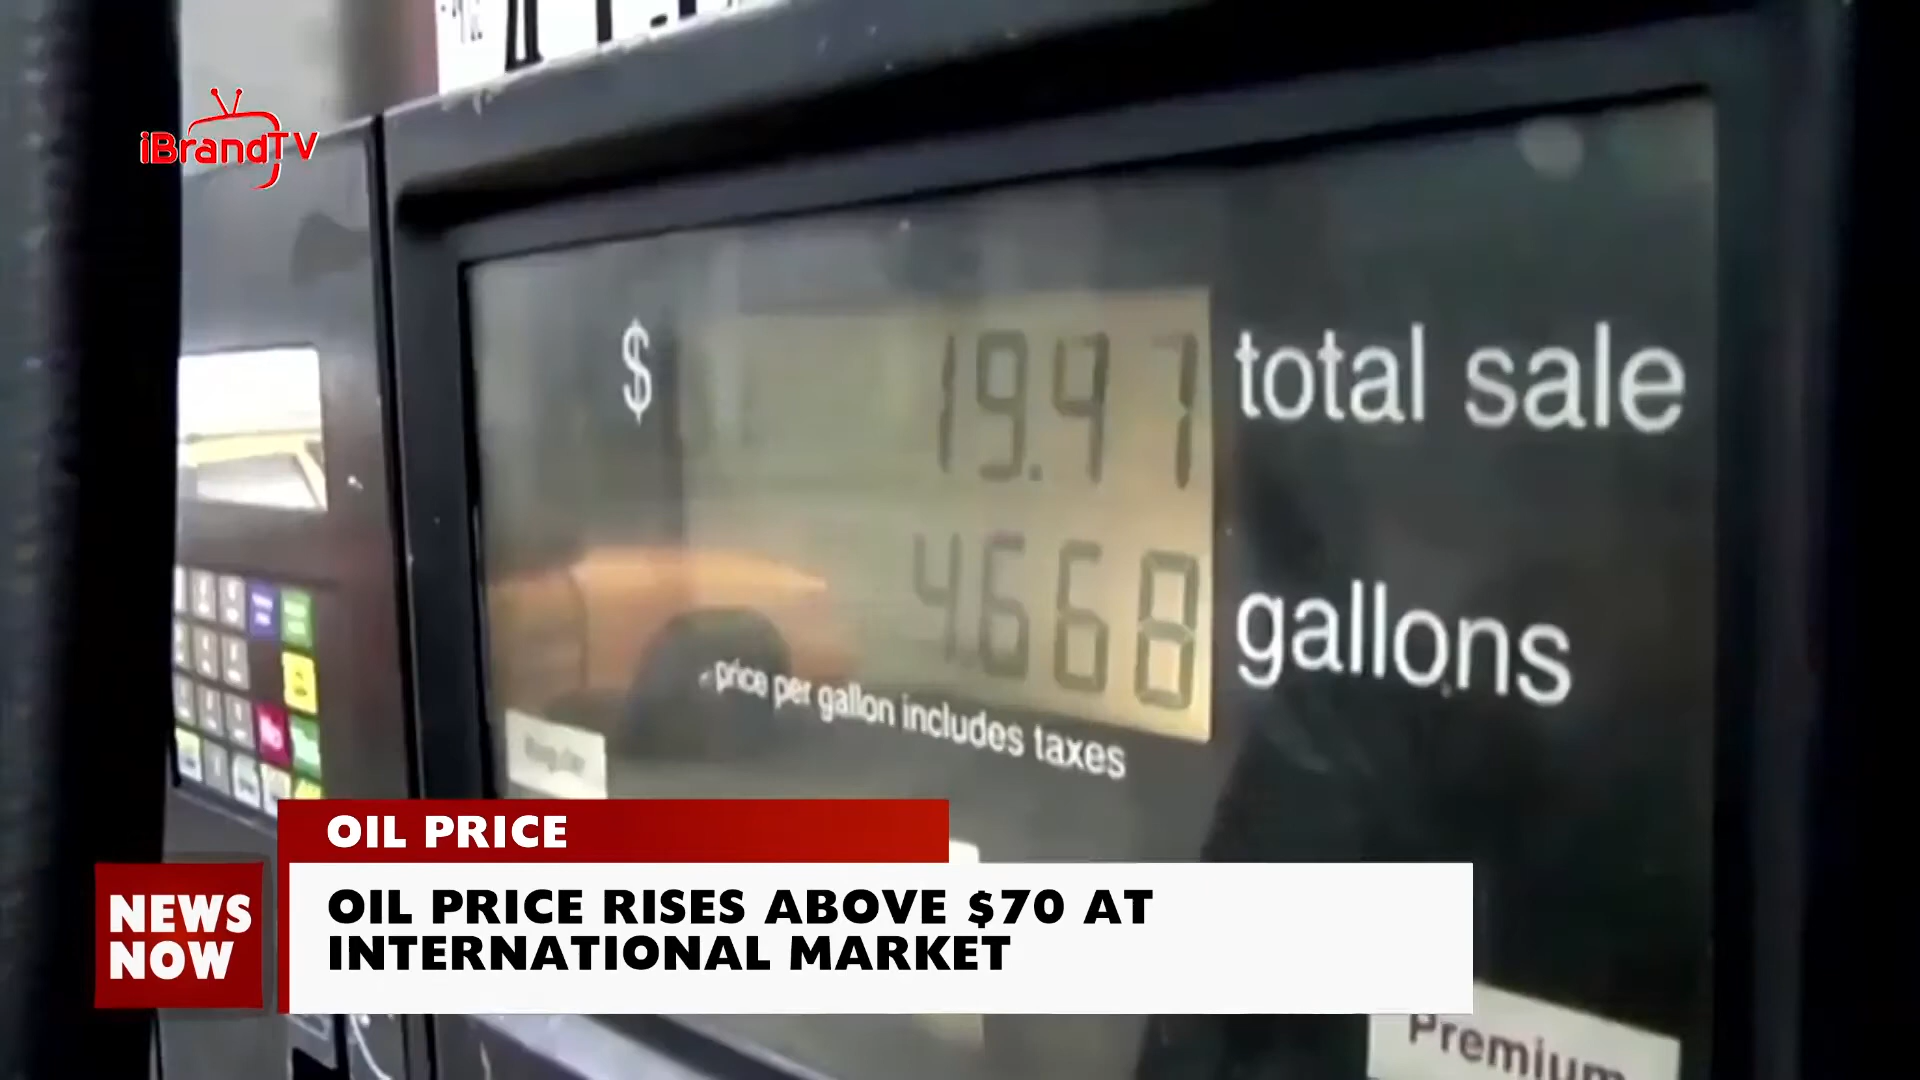 iBrandTV
$ 19.47 total sale
4.668 gallons
price per gallon includes taxes
Regular
OIL PRICE
NEWS NOW
OIL PRICE RISES ABOVE $70 AT
INTERNATIONAL MARKET
Premium